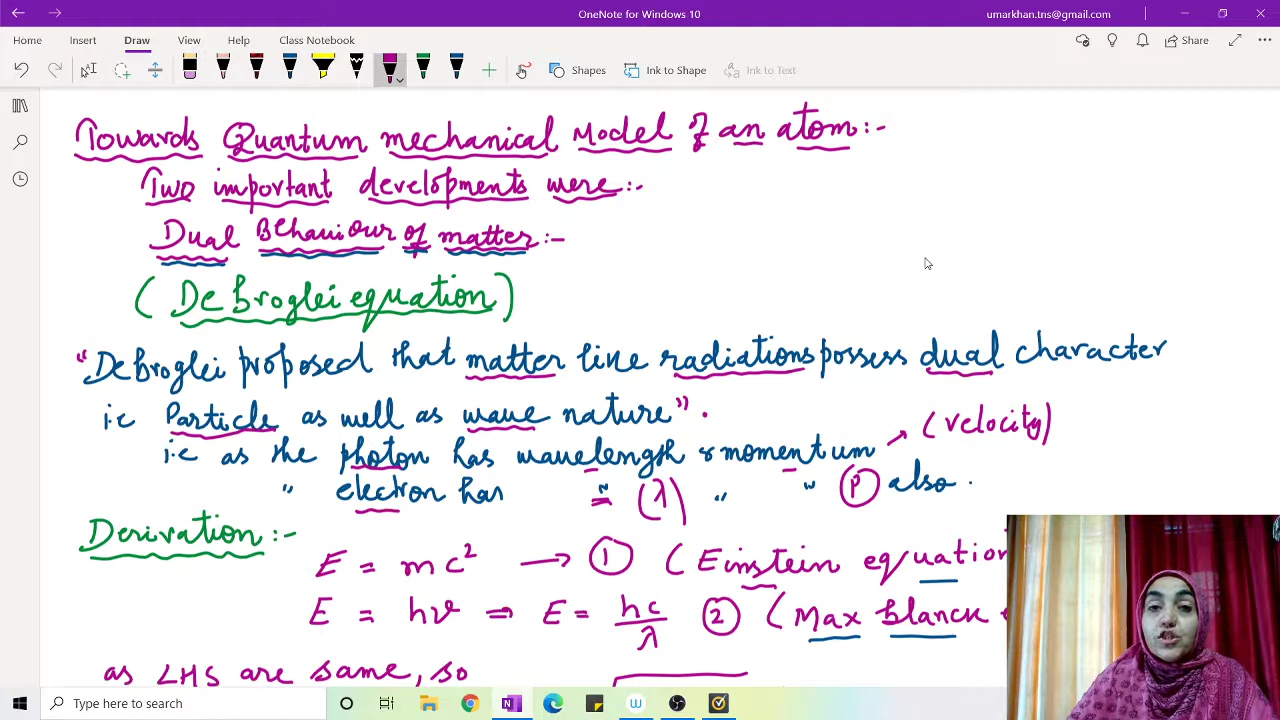 OneNote for Windows 10
umarkhan.tns@gmail.com
Home Insert Draw View Help Class Notebook
Share
Shapes Ink to Shape Ink to Text
Towards Quantum mechanical Model of an atom:-
Two important developments were:-
Dual Behaviour of matter:-
(De Broglei equation)
"De Broglei proposed that matter line radiations possess dual character
i.e Particle as well as wave nature".
i.e as the photon has wavelength & momentum → (velocity)
" electron has " (λ) " " (p) also.
Derivation:-
E = mc² → ① (Einstein equation
E = hν ⇒ E = hc/λ ② (Max blanck
as LHS are same, so
Type here to search